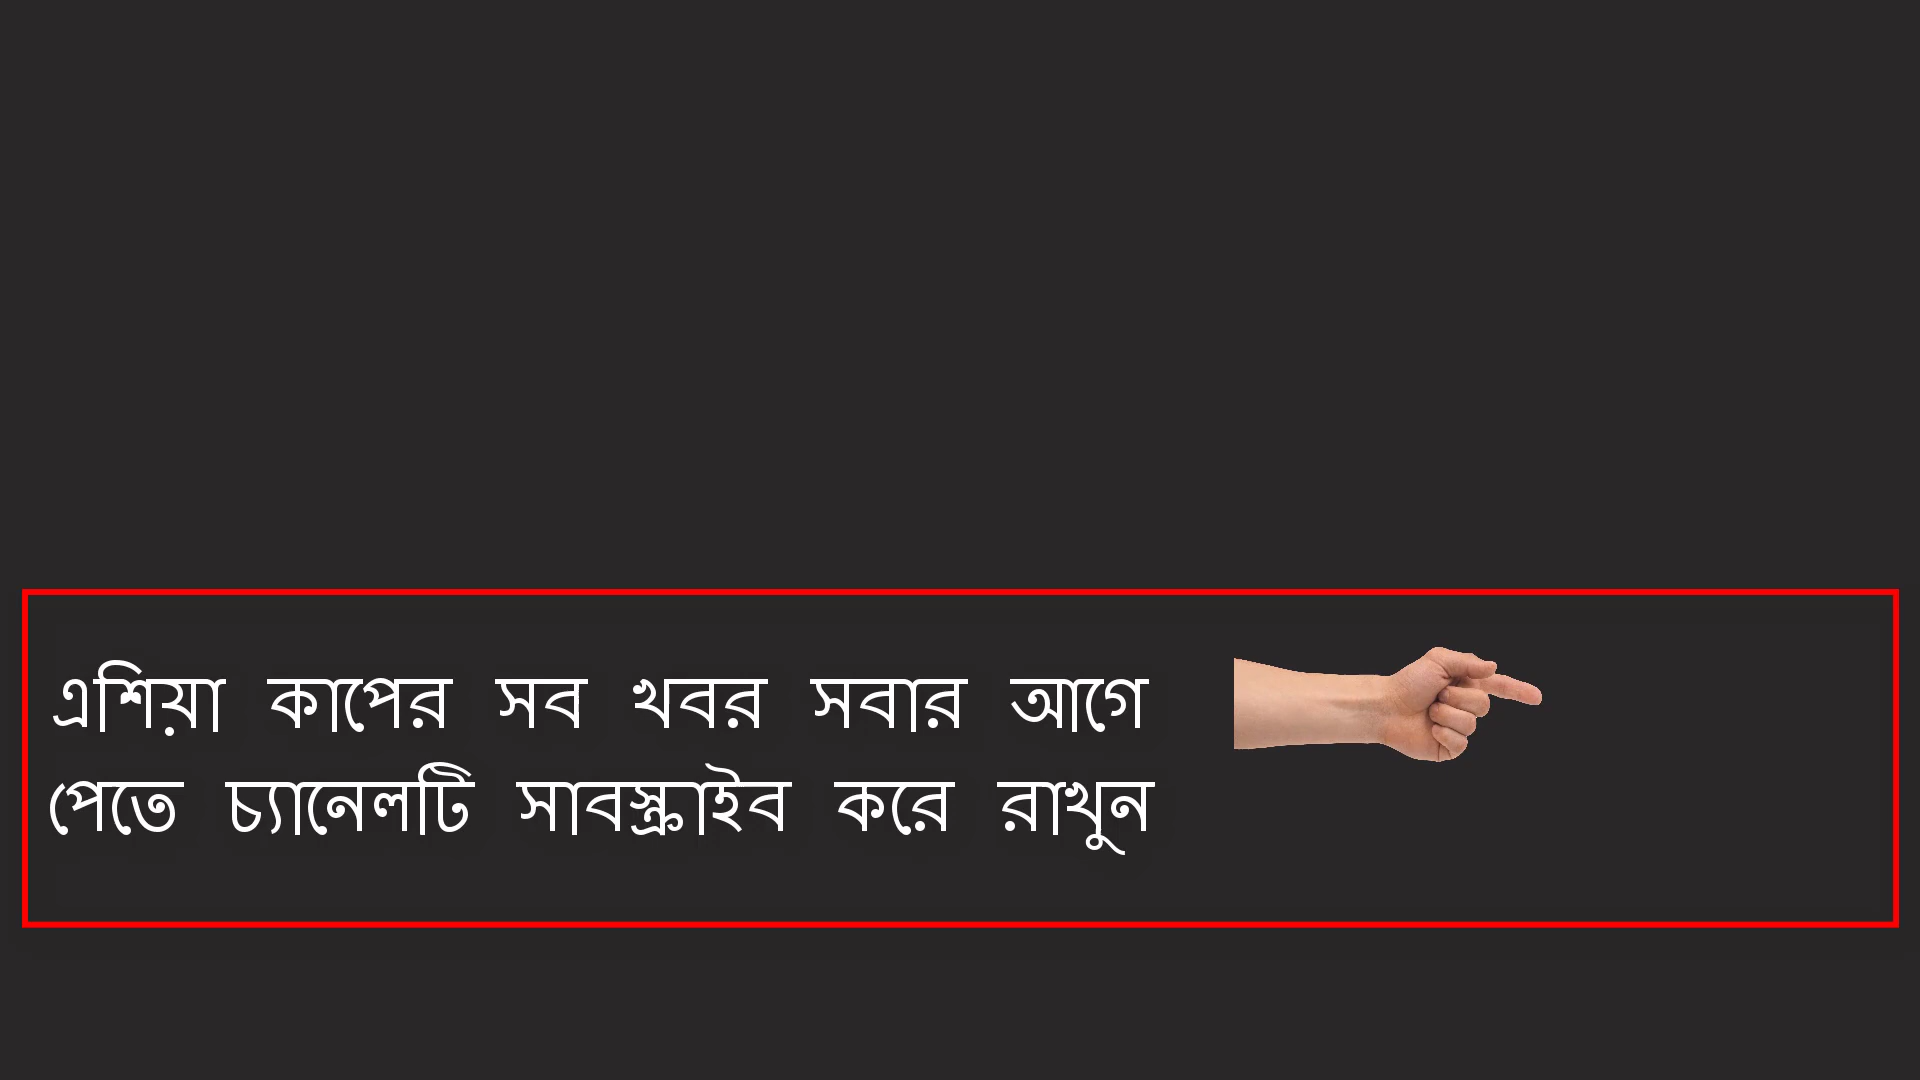 এশিয়া কাপের সব খবর সবার আগে
পেতে চ্যানেলটি সাবস্ক্রাইব করে রাখুন